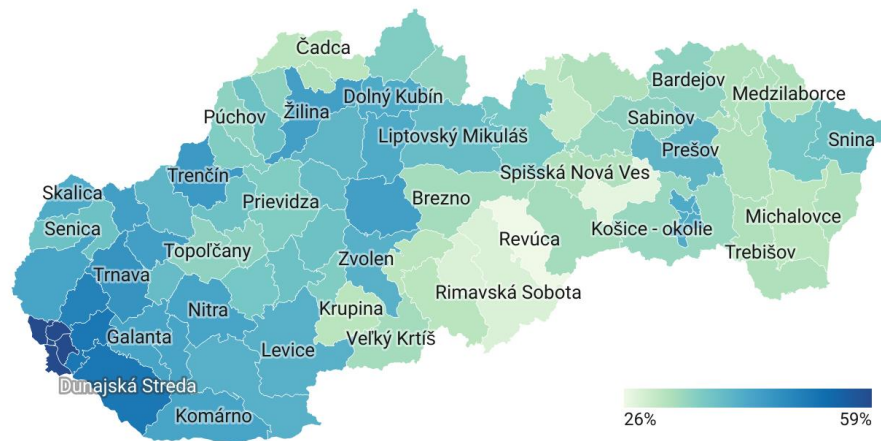 Čadca
Bardejov
Medzilaborce
Dolný Kubín
Púchov
Žilina
Sabinov
Liptovský Mikuláš
Snina
Prešov
Trenčín
Spišská Nová Ves
Skalica
Prievidza
Brezno
Michalovce
Senica
Košice - okolie
Revúca
Topoľčany
Trebišov
Zvolen
Trnava
Rimavská Sobota
Nitra
Krupina
Galanta
Veľký Krtíš
Levice
Dunajská Streda
Komárno
26%
59%